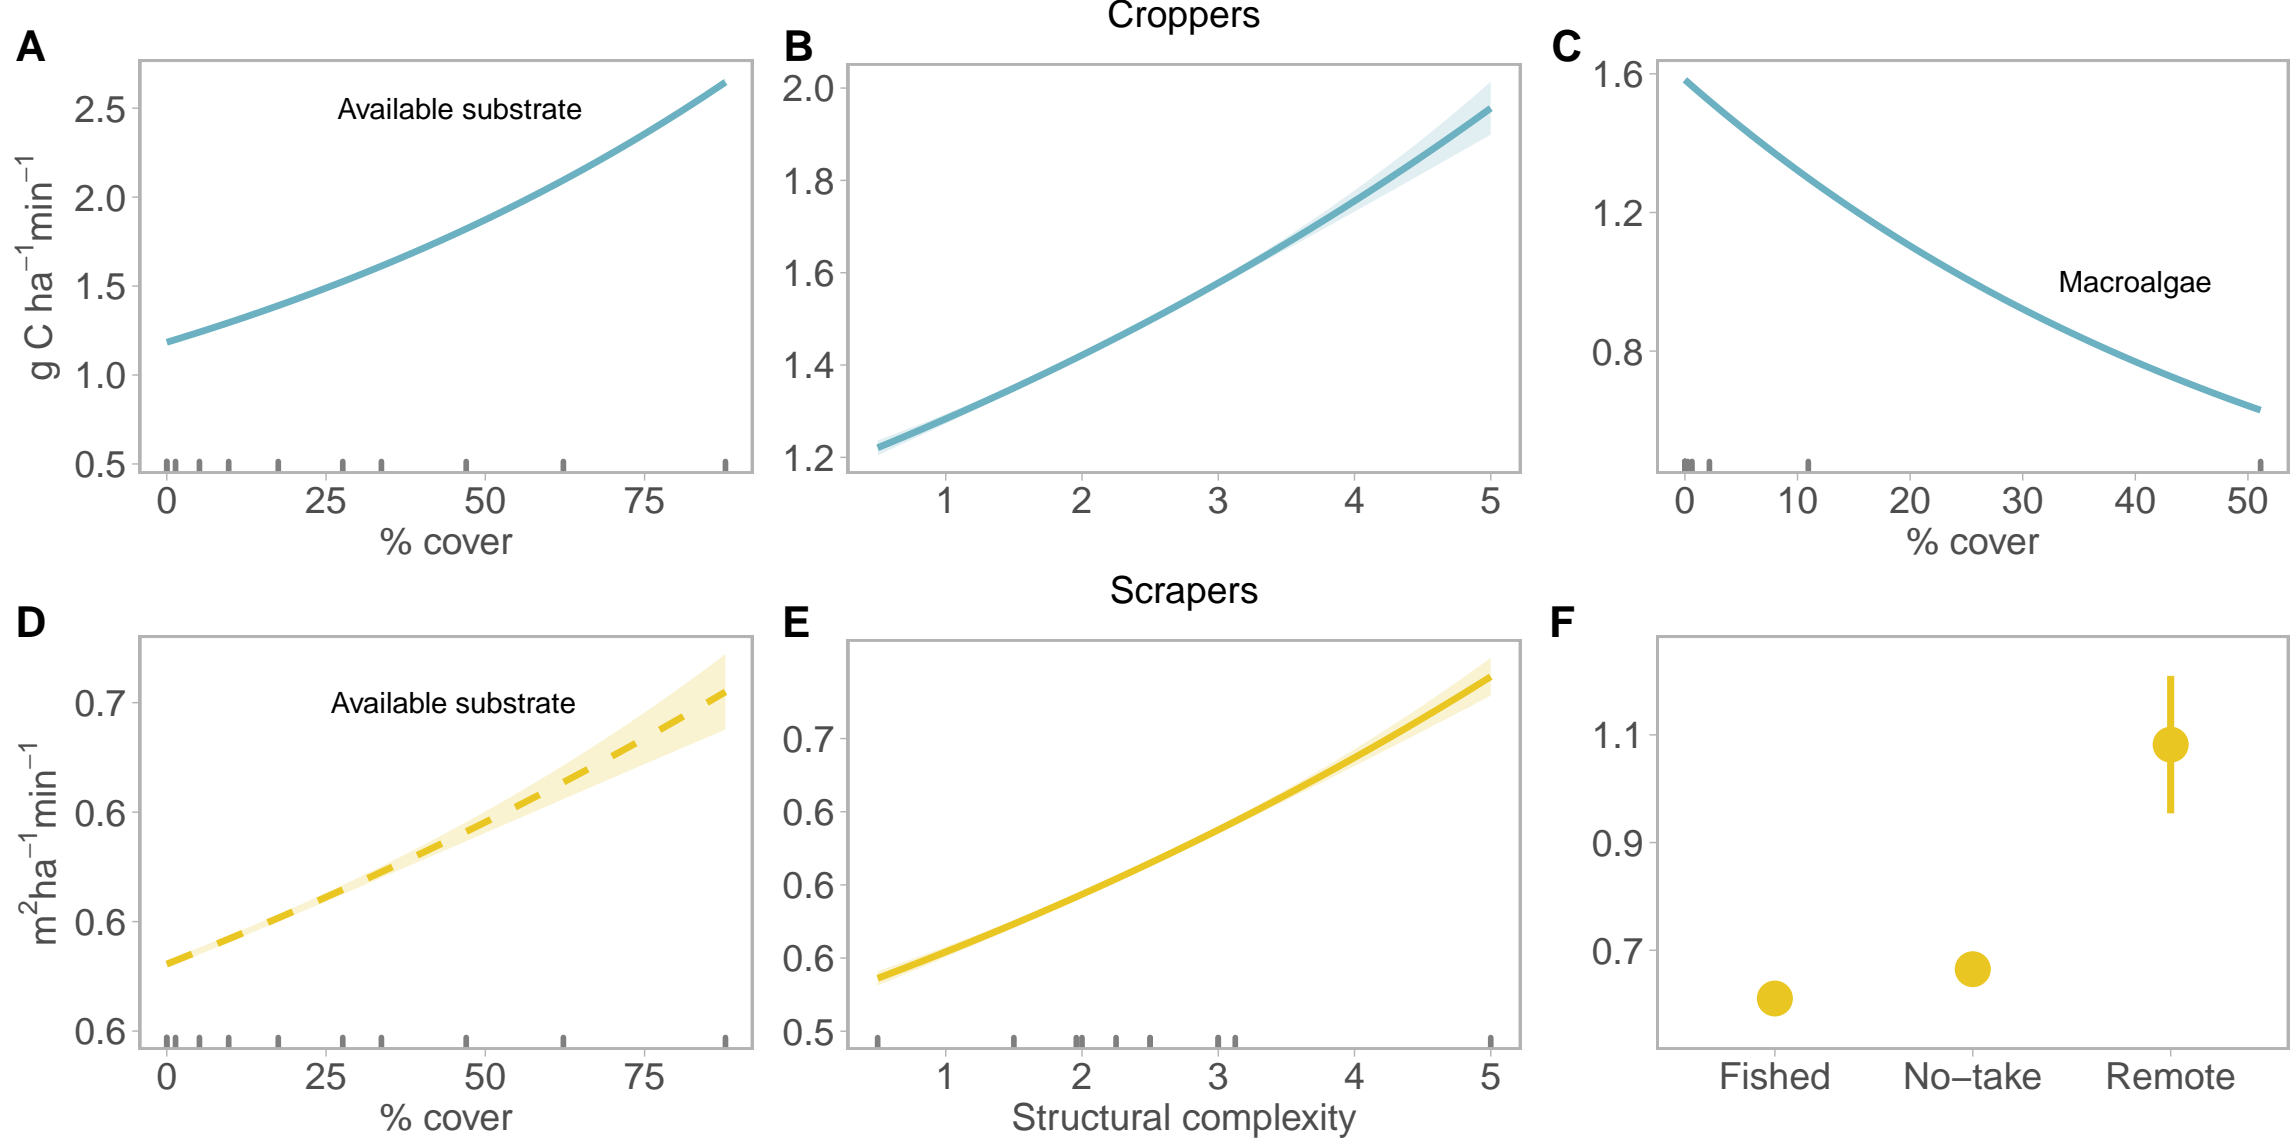 Croppers
A
B
C
Available substrate
2.5
2.0
1.5
1.0
0.5
g C ha⁻¹min⁻¹
0 25 50 75
% cover
2.0
1.8
1.6
1.4
1.2
1 2 3 4 5
1.6
1.2
0.8
Macroalgae
0 10 20 30 40 50
% cover
Scrapers
D
E
F
Available substrate
0.7
0.6
0.6
0.6
m²ha⁻¹min⁻¹
0 25 50 75
% cover
0.7
0.6
0.6
0.6
0.5
1 2 3 4 5
Structural complexity
1.1
0.9
0.7
Fished No−take Remote